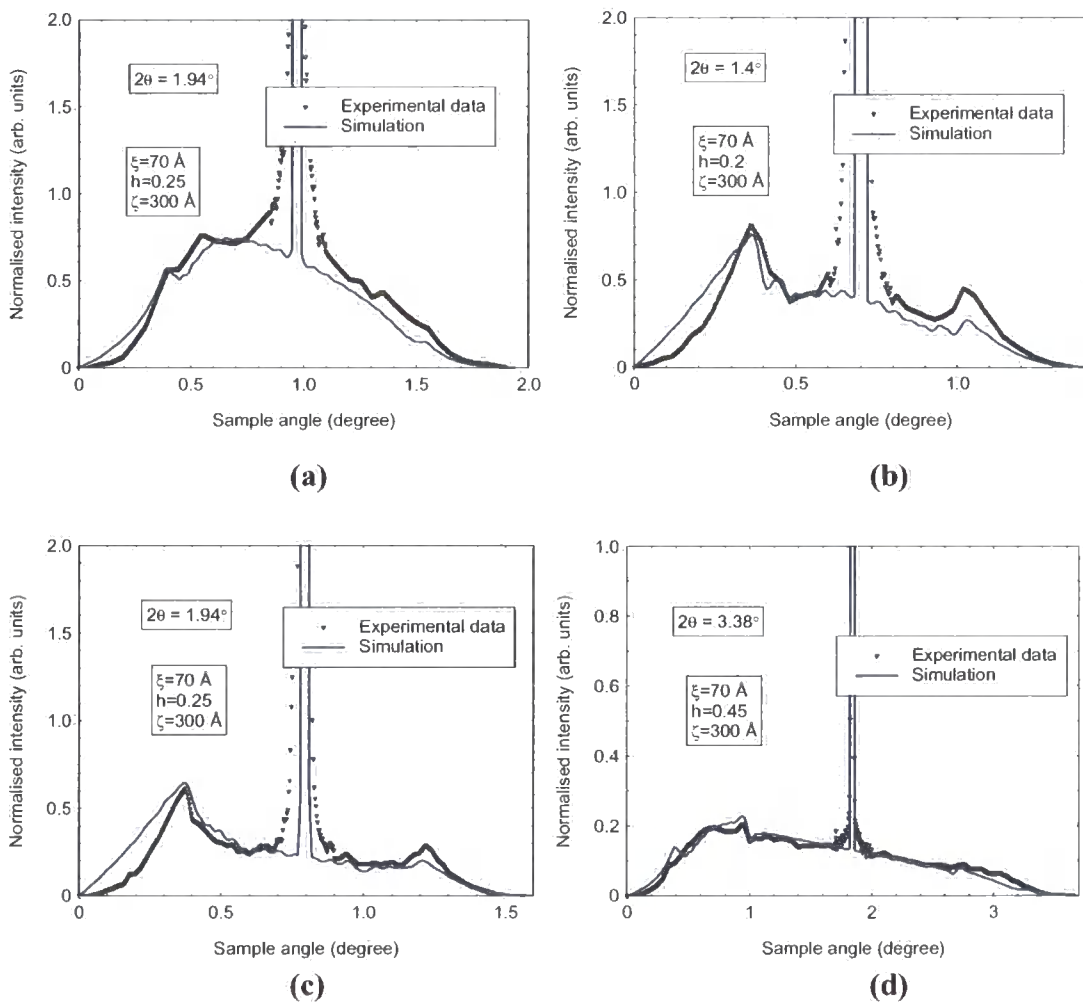 2.0
1.5
1.0
0.5
0
Normalised intensity (arb. units)
2θ = 1.94°
Experimental data
Simulation
ξ=70 Å
h=0.25
ζ=300 Å
0 0.5 1.0 1.5 2.0
Sample angle (degree)
(a)
2.0
1.5
1.0
0.5
0
Normalised intensity (arb. units)
2θ = 1.4°
Experimental data
Simulation
ξ=70 Å
h=0.2
ζ=300 Å
0 0.5 1.0
Sample angle (degree)
(b)
2.0
1.5
1.0
0.5
0
Normalised intensity (arb. units)
2θ = 1.94°
Experimental data
Simulation
ξ=70 Å
h=0.25
ζ=300 Å
0 0.5 1.0 1.5
Sample angle (degree)
(c)
1.0
0.8
0.6
0.4
0.2
0
Normalised intensity (arb. units)
2θ = 3.38°
Experimental data
Simulation
ξ=70 Å
h=0.45
ζ=300 Å
0 1 2 3
Sample angle (degree)
(d)